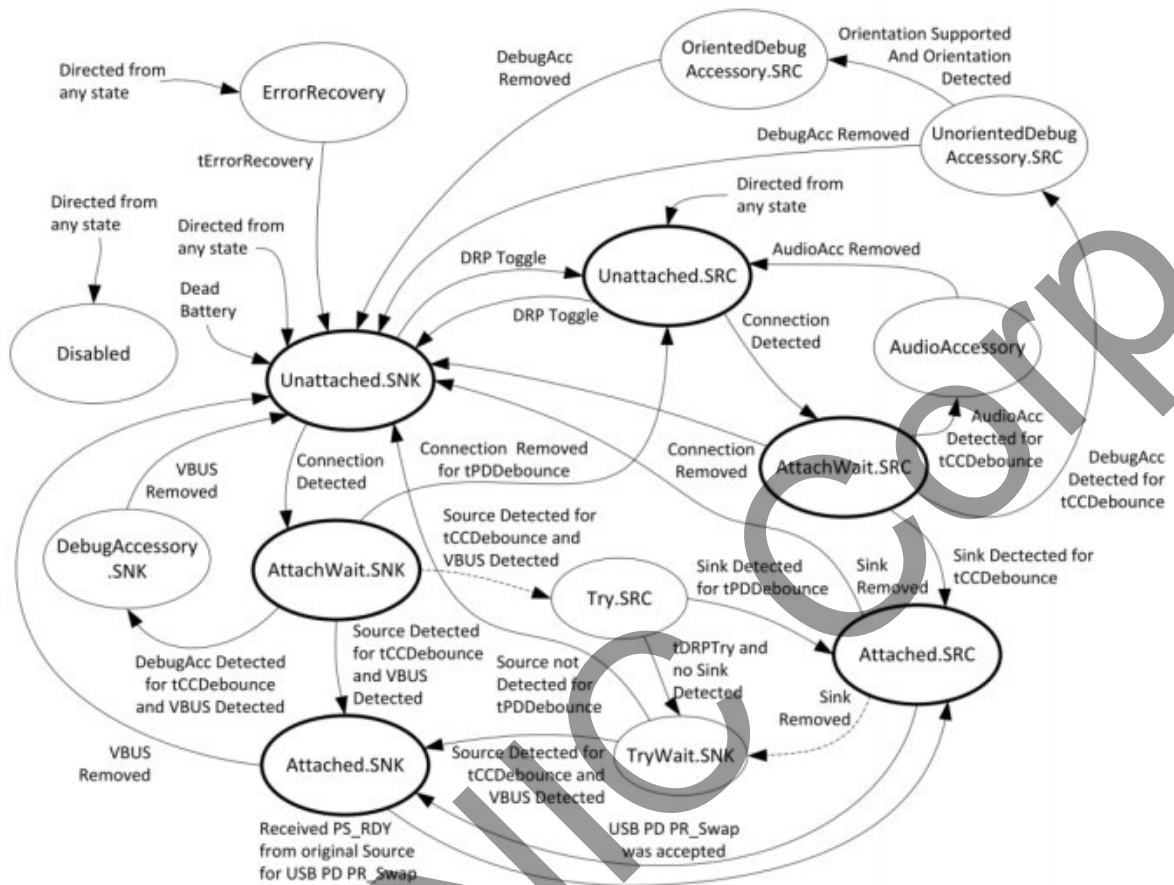 Directed from
any state
ErrorRecovery
tErrorRecovery
DebugAcc
Removed
OrientedDebug
Accessory.SRC
Orientation Supported
And Orientation
Detected
DebugAcc Removed
UnorientedDebug
Accessory.SRC
Directed from
any state
Directed from
any state
Dead
Battery
Disabled
DRP Toggle
DRP Toggle
Directed from
any state
Unattached.SRC
AudioAcc Removed
Connection
Detected
AudioAccessory
Unattached.SNK
VBUS
Removed
Connection
Detected
Connection Removed
for tPDDebounce
Connection
Removed
AttachWait.SRC
AudioAcc
Detected for
tCCDebounce
DebugAcc
Detected for
tCCDebounce
DebugAccessory
.SNK
AttachWait.SNK
Source Detected for
tCCDebounce and
VBUS Detected
Try.SRC
Sink Detected
for tPDDebounce
Sink
Removed
Sink Dectected for
tCCDebounce
DebugAcc Detected
for tCCDebounce
and VBUS Detected
Source Detected
for tCCDebounce
and VBUS
Detected
Source not
Detected for
tPDDebounce
tDRPTry and
no Sink
Detected
Attached.SRC
Sink
Removed
VBUS
Removed
Attached.SNK
Source Detected for
tCCDebounce and
VBUS Detected
TryWait.SNK
Received PS_RDY
from original Source
for USB PD PR_Swap
USB PD PR_Swap
was accepted
VIC Corp